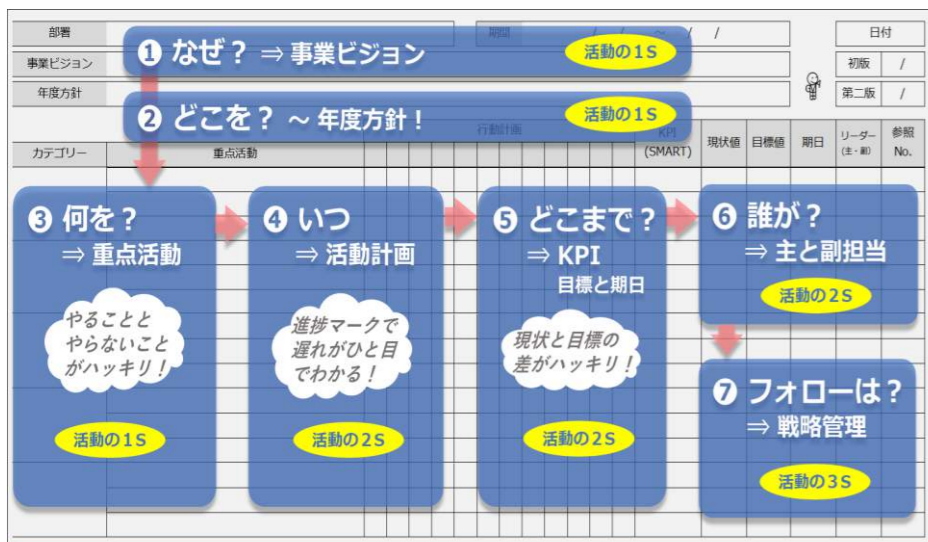 部署
期間 / / ~ / /
日付
❶ なぜ? ⇒ 事業ビジョン
活動の1S
事業ビジョン
初版 /
年度方針
第二版 /
❷ どこを? ~ 年度方針!
活動の1S
カテゴリー
重点活動
行動計画
KPI
(SMART)
現状値
目標値
期日
リーダー
(主・副)
参照
No.
❸ 何を?
⇒ 重点活動
やることと
やらないこと
がハッキリ!
活動の1S
❹ いつ
⇒ 活動計画
進捗マークで
遅れがひと目
でわかる!
活動の2S
❺ どこまで?
⇒ KPI
目標と期日
現状と目標の
差がハッキリ!
活動の2S
❻ 誰が?
⇒ 主と副担当
活動の2S
❼ フォローは?
⇒ 戦略管理
活動の3S